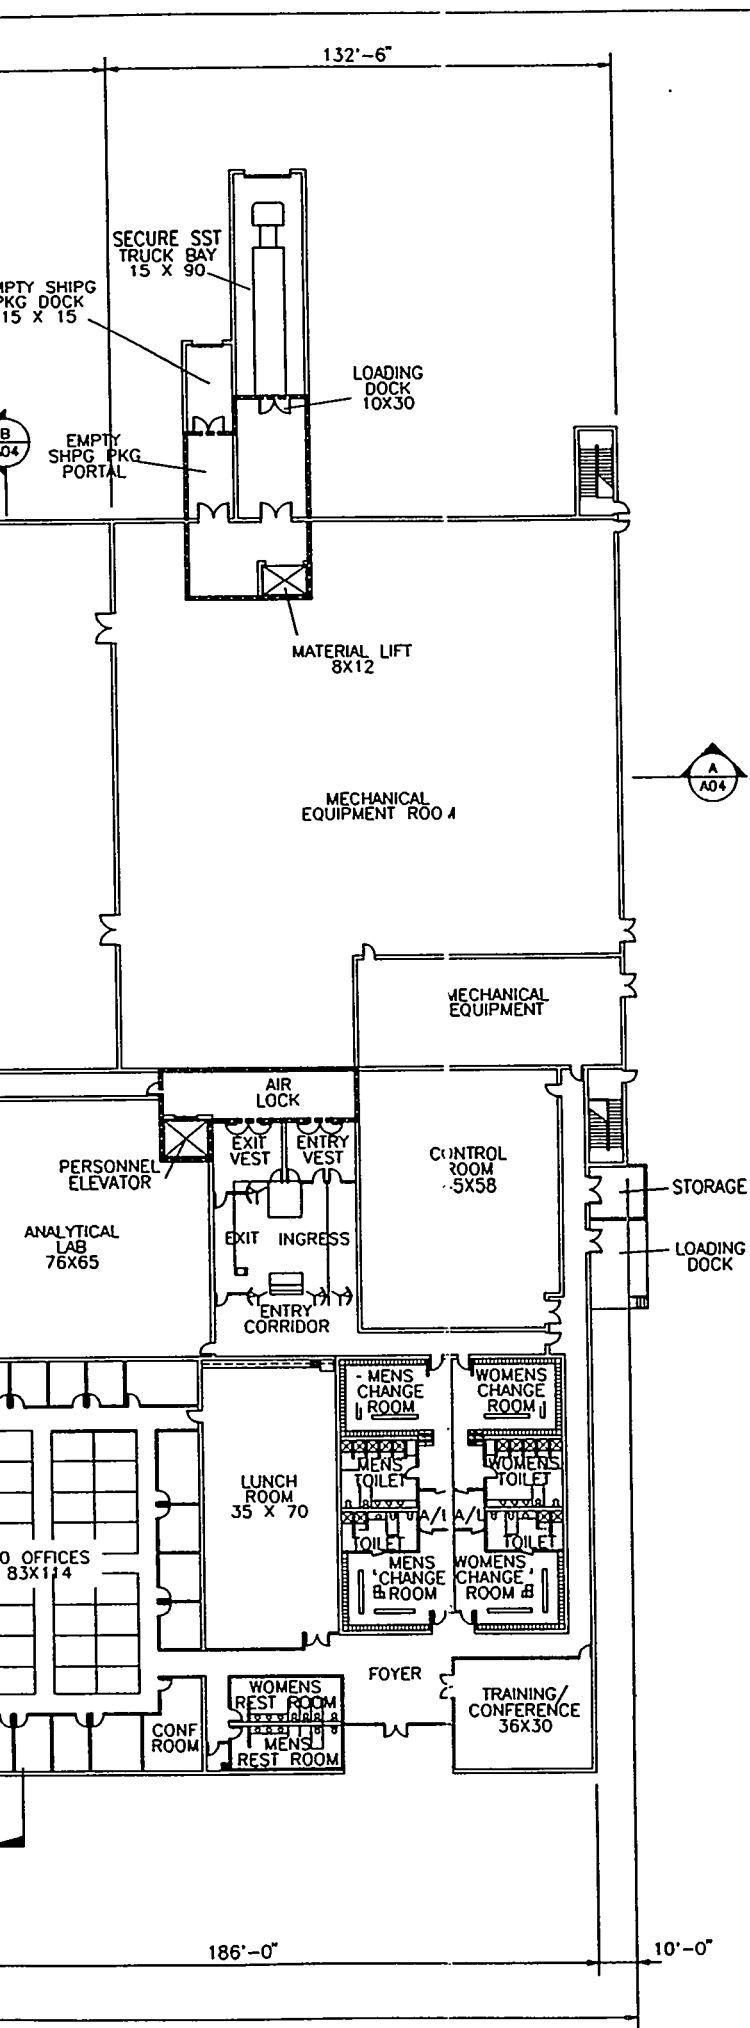 132'-6"
SECURE SST
TRUCK BAY
15 X 90
MPTY SHIPG
PKG DOCK
15 X 15
LOADING
DOCK
10X30
B
A04
EMPTY
SHPG PKG
PORTAL
MATERIAL LIFT
8X12
A
A04
MECHANICAL
EQUIPMENT ROOM
MECHANICAL
EQUIPMENT
AIR
LOCK
EXIT
VEST
ENTRY
VEST
CONTROL
ROOM
5X58
PERSONNEL
ELEVATOR
STORAGE
ANALYTICAL
LAB
76X65
EXIT
INGRESS
LOADING
DOCK
ENTRY
CORRIDOR
MENS
CHANGE
ROOM
WOMENS
CHANGE
ROOM
MENS
TOILET
WOMENS
TOILET
LUNCH
ROOM
35 X 70
A/L
A/L
TOILET
TOILET
O OFFICES
83X114
MENS
CHANGE
ROOM
WOMENS
CHANGE
ROOM
FOYER
WOMENS
REST ROOM
TRAINING/
CONFERENCE
36X30
CONF
ROOM
MENS
REST ROOM
186'-0"
10'-0"